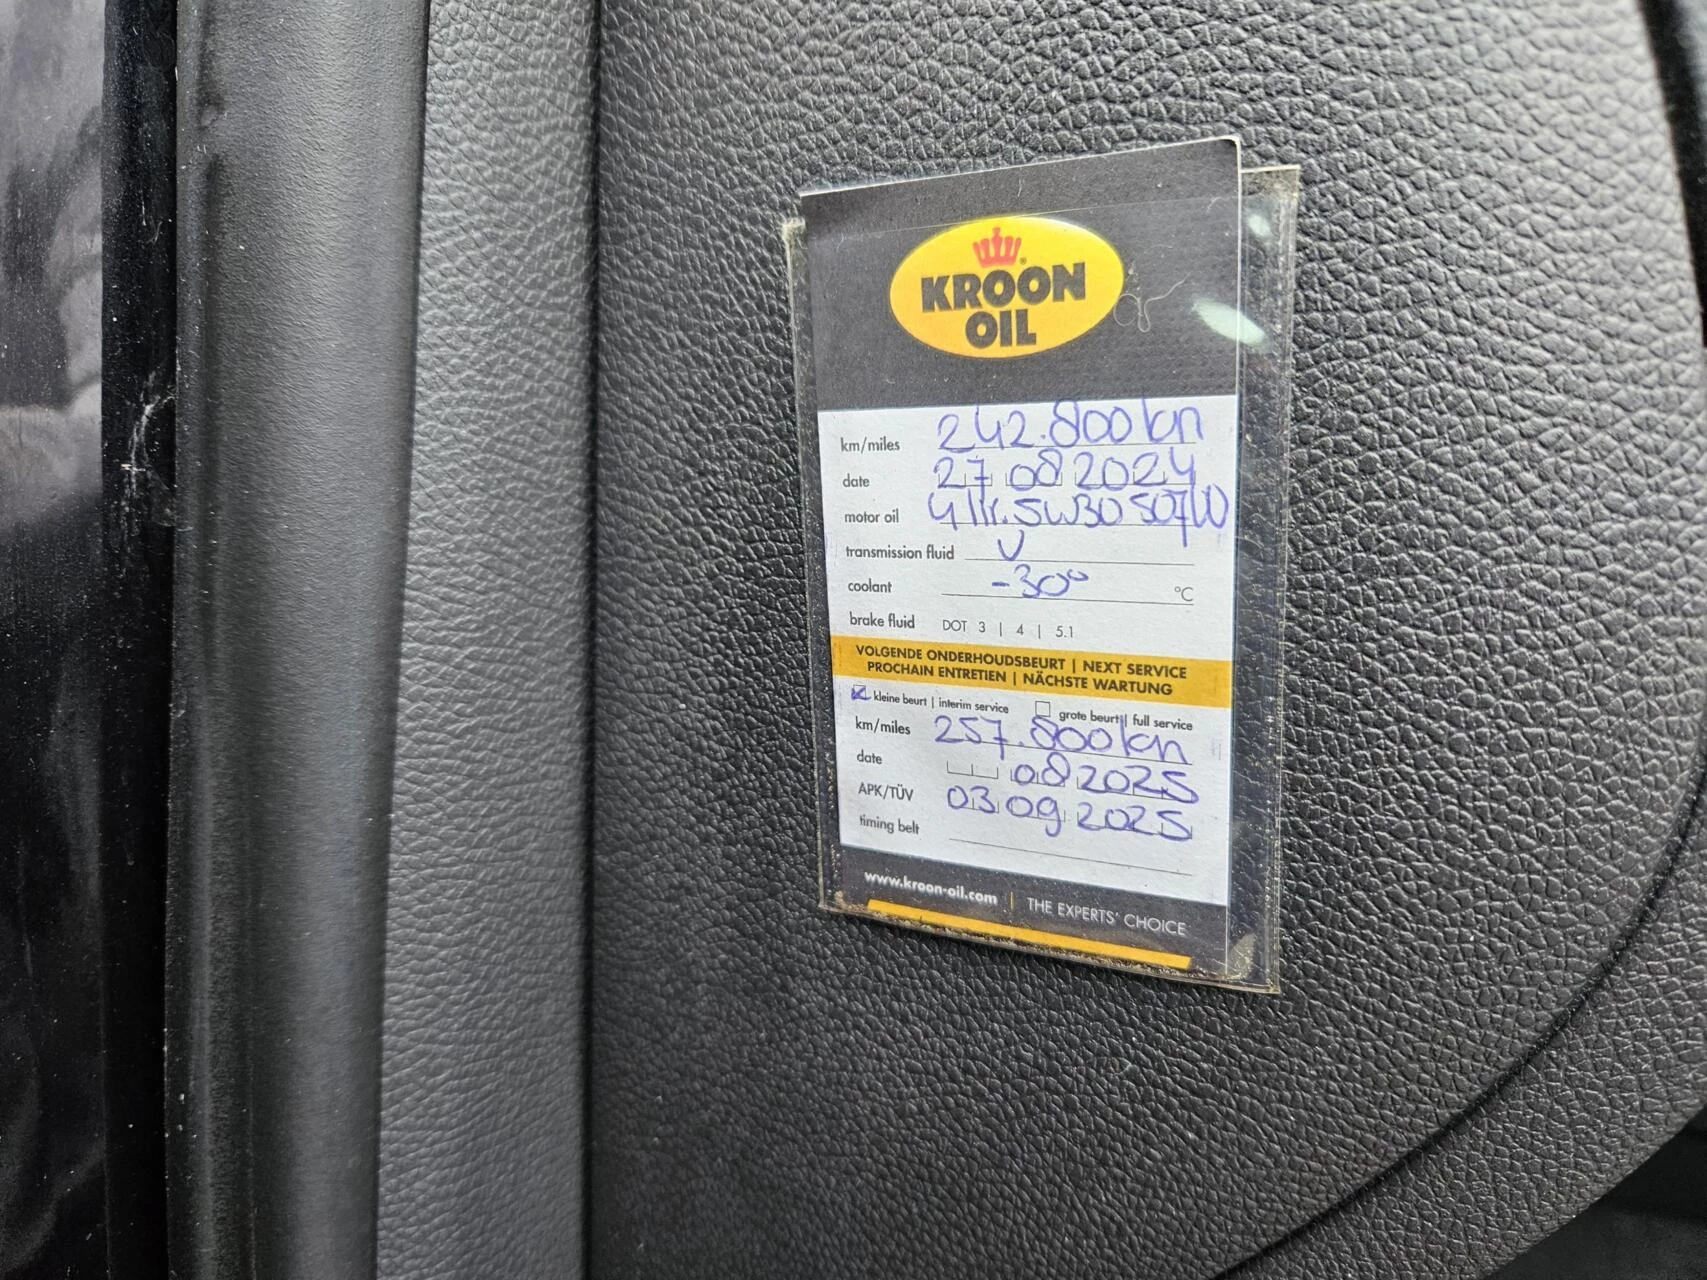 KROON
OIL
km/miles 242.800 km
date 27 08 2024
motor oil 4 ltr. 5W30 507
transmission fluid V
coolant -30° °C
brake fluid DOT 3 | 4 | 5.1
VOLGENDE ONDERHOUDSBEURT | NEXT SERVICE
PROCHAIN ENTRETIEN | NÄCHSTE WARTUNG
kleine beurt | interim service grote beurt | full service
km/miles 257.800 km
date 08 2025
APK/TÜV 03 09 2025
timing belt
www.kroon-oil.com | THE EXPERTS' CHOICE